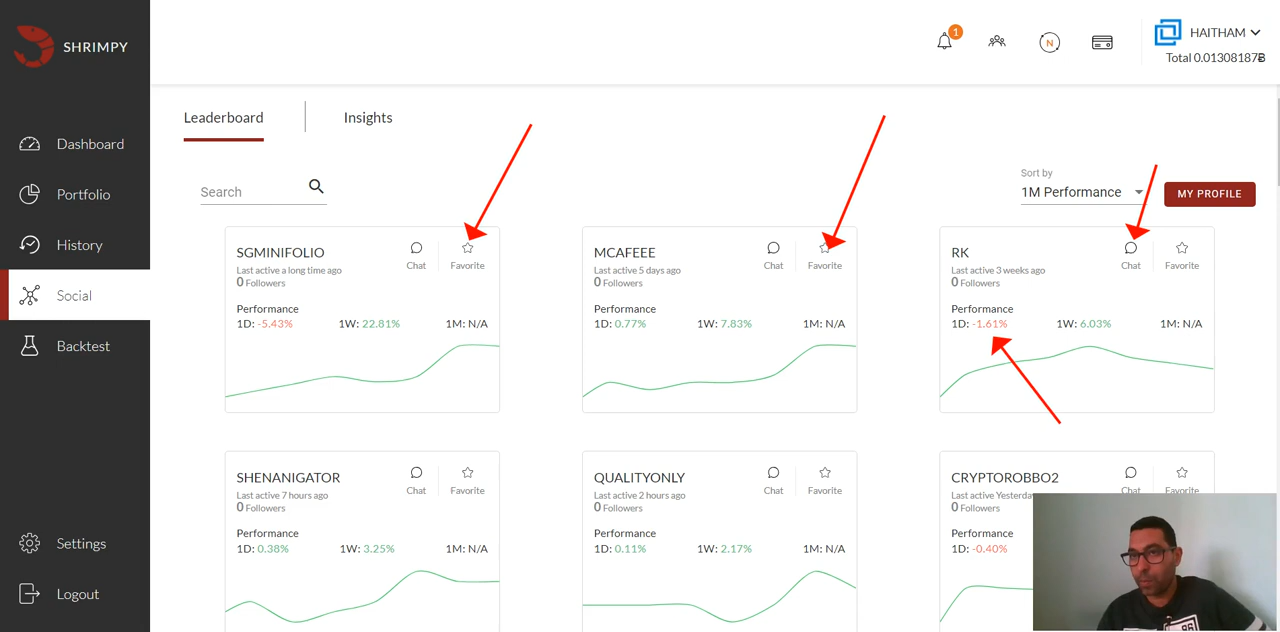 SHRIMPY
1
N
HAITHAM
Total 0.01308187Ƀ
Dashboard
Portfolio
History
Social
Backtest
Settings
Logout
Leaderboard
Insights
Search
Sort by
1M Performance
MY PROFILE
SGMINIFOLIO
Chat
Favorite
Last active a long time ago
0 Followers
Performance
1D: -5.43% 1W: 22.81% 1M: N/A
MCAFEEE
Chat
Favorite
Last active 5 days ago
0 Followers
Performance
1D: 0.77% 1W: 7.83% 1M: N/A
RK
Chat
Favorite
Last active 3 weeks ago
0 Followers
Performance
1D: -1.61% 1W: 6.03% 1M: N/A
SHENANIGATOR
Chat
Favorite
Last active 7 hours ago
0 Followers
Performance
1D: 0.38% 1W: 3.25% 1M: N/A
QUALITYONLY
Chat
Favorite
Last active 2 hours ago
0 Followers
Performance
1D: 0.11% 1W: 2.17% 1M: N/A
CRYPTOROBBO2
Chat
Favorite
Last active
0 Followers
Performance
1D: -0.40%